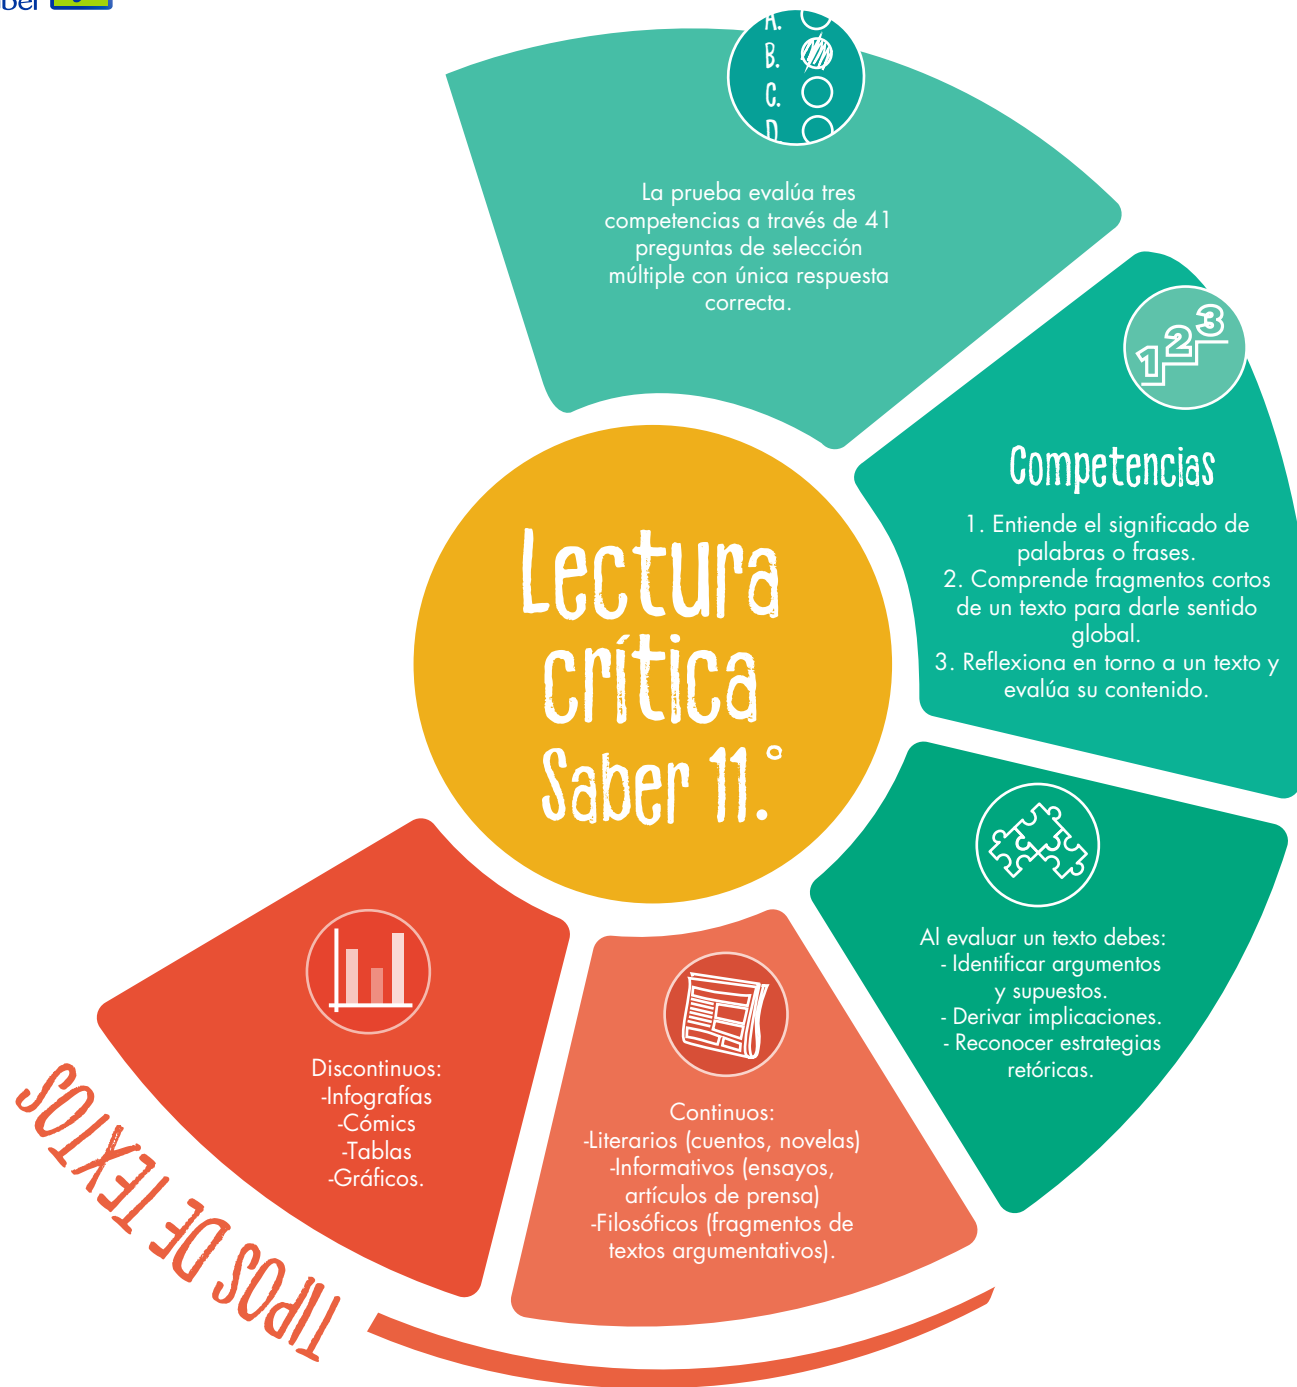 A.
B.
C.
D.
La prueba evalúa tres
competencias a través de 41
preguntas de selección
múltiple con única respuesta
correcta.
1 2 3
Competencias
1. Entiende el significado de
palabras o frases.
2. Comprende fragmentos cortos
de un texto para darle sentido
global.
3. Reflexiona en torno a un texto y
evalúa su contenido.
Lectura
crítica
Saber 11.°
Al evaluar un texto debes:
- Identificar argumentos
y supuestos.
- Derivar implicaciones.
- Reconocer estrategias
retóricas.
Continuos:
-Literarios (cuentos, novelas)
-Informativos (ensayos,
artículos de prensa)
-Filosóficos (fragmentos de
textos argumentativos).
Discontinuos:
-Infografías
-Cómics
-Tablas
-Gráficos.
TIPOS DE TEXTOS